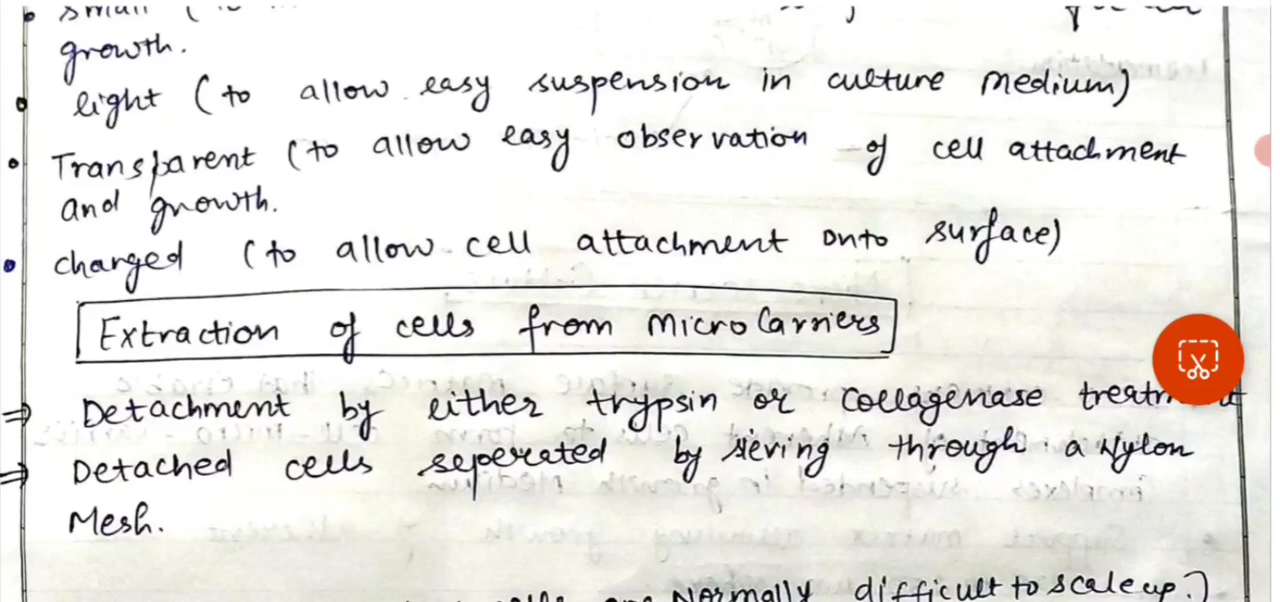 small (
growth.
light (to allow easy suspension in culture medium)
Transparent (to allow easy observation of cell attachment
and growth.
charged (to allow cell attachment onto surface)
Extraction of cells from Micro Carriers
⇒ Detachment by either trypsin or collagenase
⇒ Detached cells seperated by sieving through a Nylon
Mesh.
Normally difficult to scale up.)